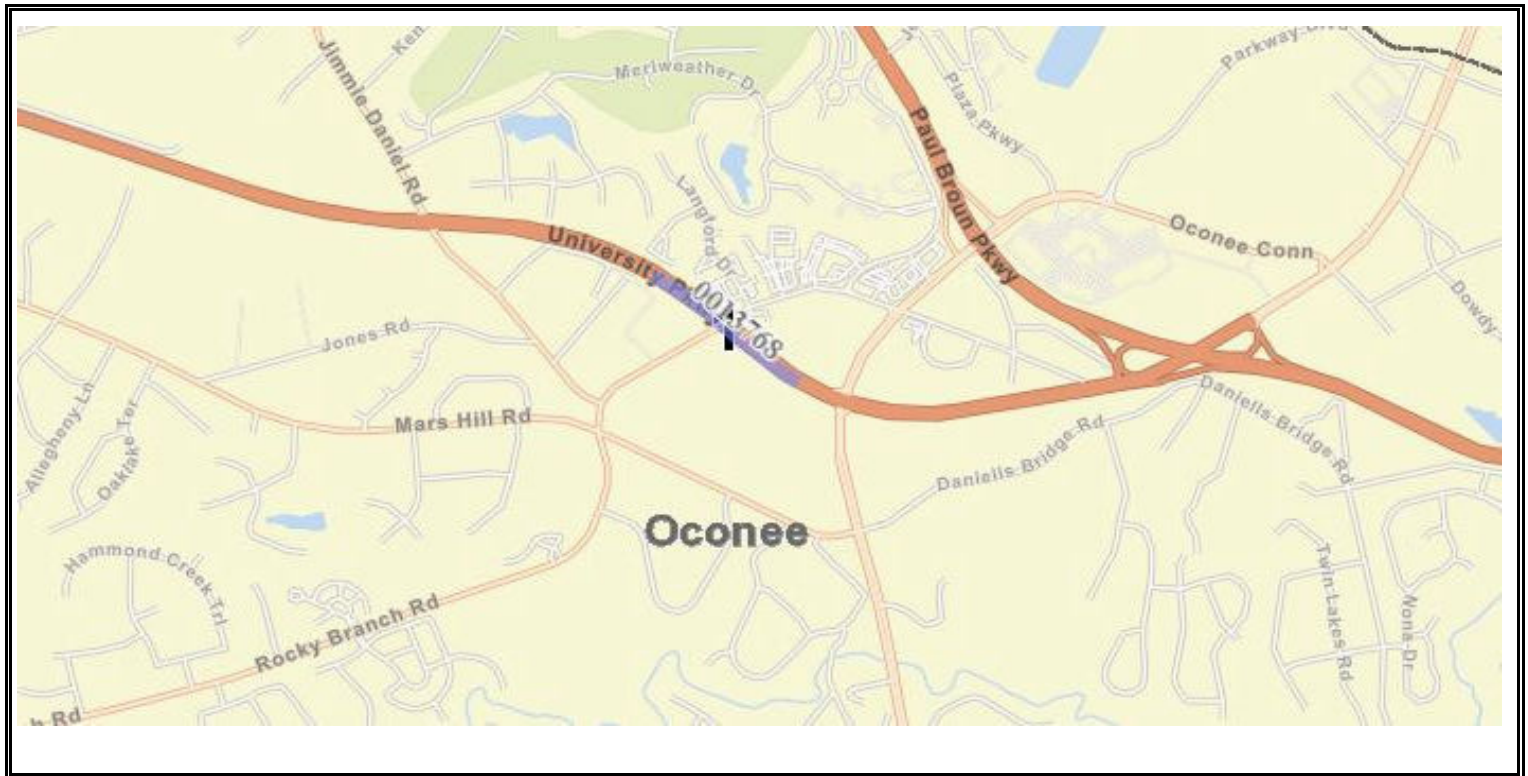 Jimmie Daniel Rd
Ken
Meriweather Dr
Parkway Blvd
Plaza Pkwy
Paul Broun Pkwy
Langford Dr
Oconee Conn
University Pkwy
0013768
Dowdy
Jones Rd
Mars Hill Rd
Allegheny Ln
Oaklake Ter
Daniells Bridge Rd
Daniells Bridge Rd
Oconee
Hammond Creek Trl
Twin Lakes Rd
Nona Dr
Rocky Branch Rd
h Rd